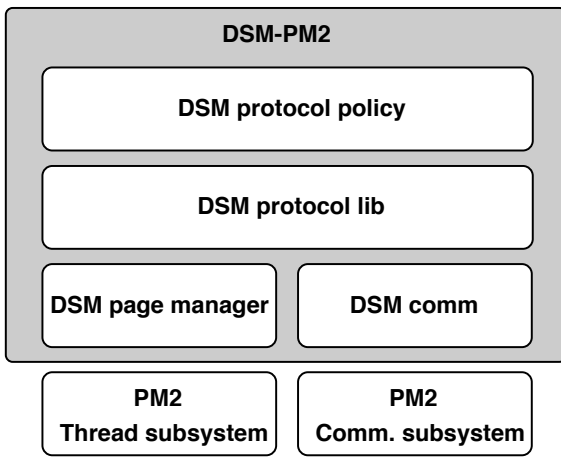 DSM-PM2
DSM protocol policy
DSM protocol lib
DSM page manager
DSM comm
PM2
Thread subsystem
PM2
Comm. subsystem